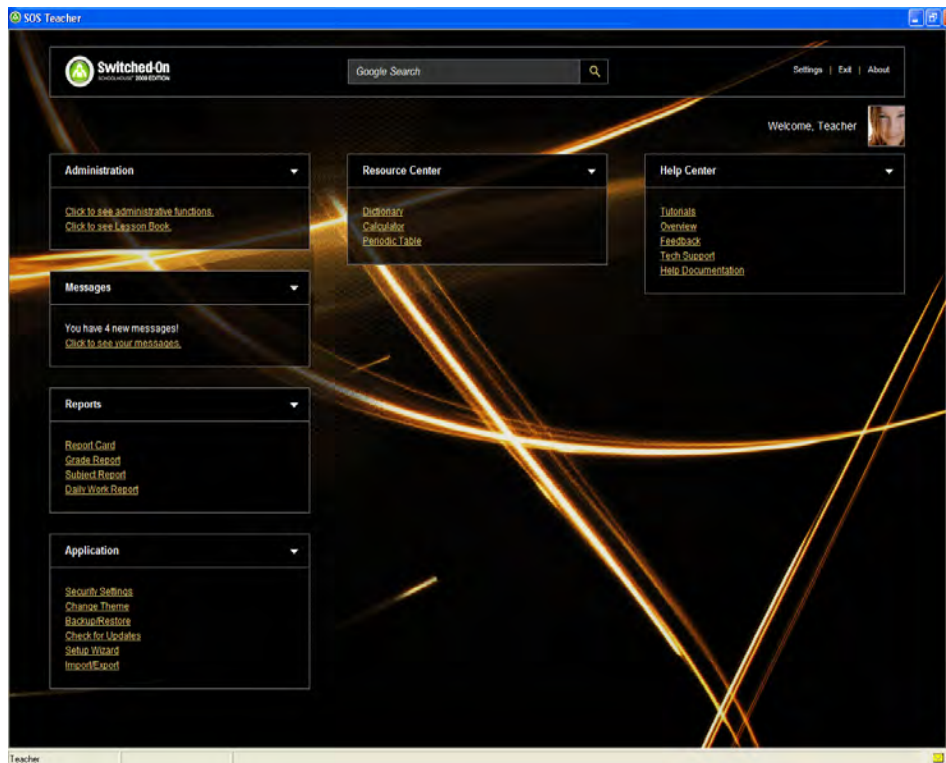 SOS Teacher
Switched-On
SCHOOLHOUSE 2008 EDITION
Google Search
Settings | Exit | About
Welcome, Teacher
Administration
Click to see administrative functions.
Click to see Lesson Book.
Messages
You have 4 new messages!
Click to see your messages.
Reports
Report Card
Grade Report
Subject Report
Daily Work Report
Application
Security Settings
Change Theme
Backup/Restore
Check for Updates
Setup Wizard
Import/Export
Resource Center
Dictionary
Calculator
Periodic Table
Help Center
Tutorials
Overview
Feedback
Tech Support
Help Documentation
Teacher